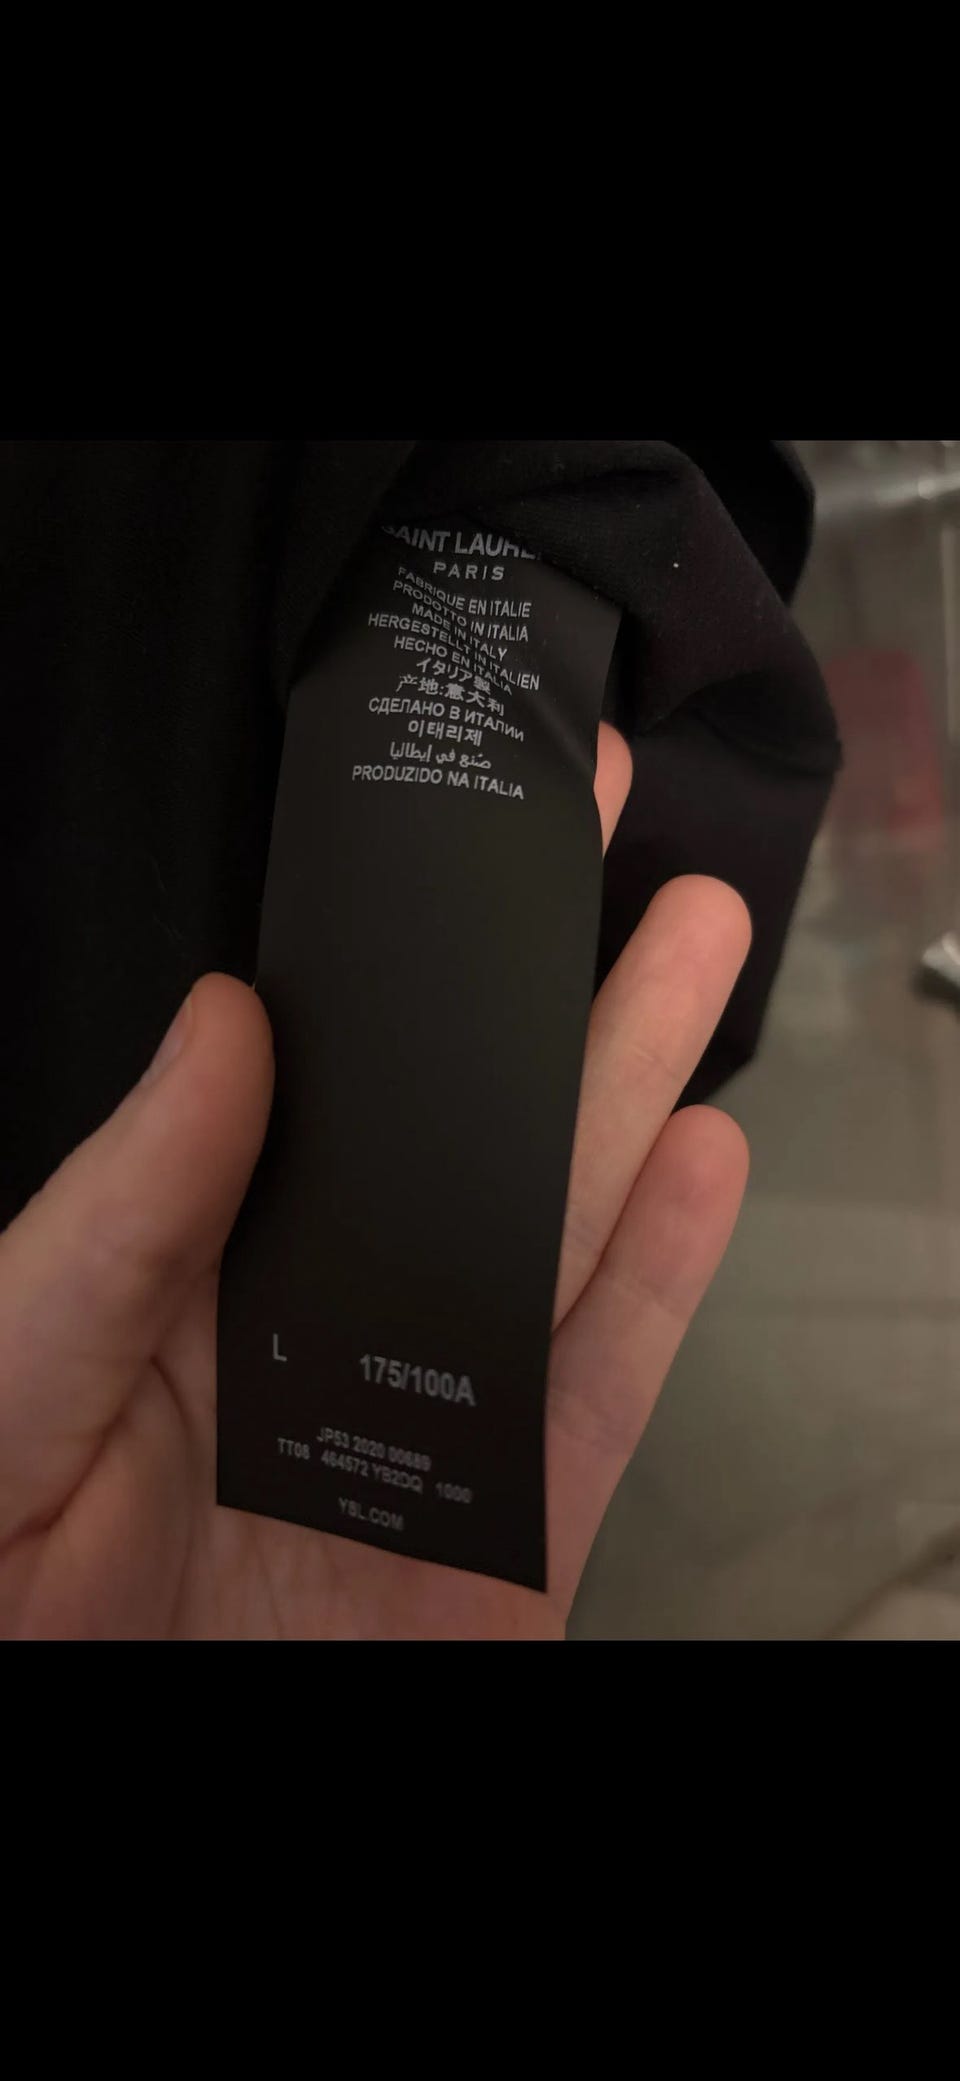 SAINT LAURE
PARIS
FABRIQUE EN ITALIE
PRODOTTO IN ITALIA
MADE IN ITALY
HERGESTELLT IN ITALIEN
HECHO EN ITALIA
イタリア製
产地:意大利
СДЕЛАНО В ИТАЛИИ
이태리제
صنع في إيطاليا
PRODUZIDO NA ITALIA
L 175/100A
JP53 2020 00689
TT08 464572 YB2DQ 1000
YSL.COM